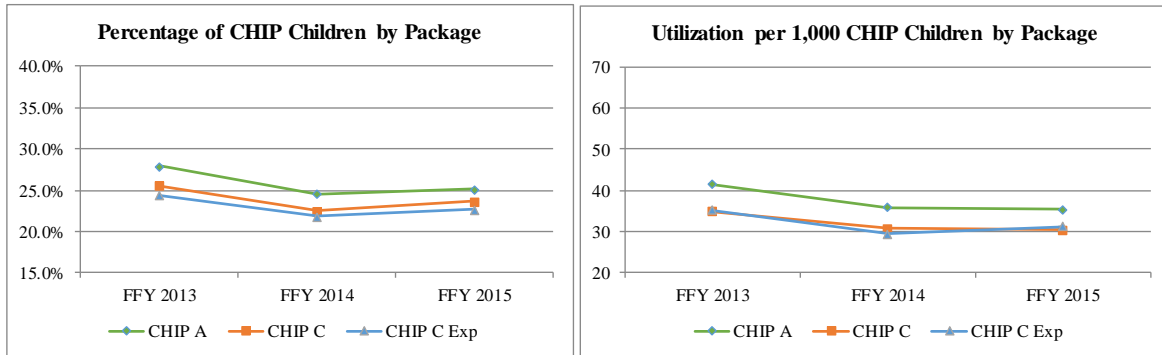 Percentage of CHIP Children by Package
40.0%
35.0%
30.0%
25.0%
20.0%
15.0%
FFY 2013 FFY 2014 FFY 2015
CHIP A CHIP C CHIP C Exp
Utilization per 1,000 CHIP Children by Package
70
60
50
40
30
20
FFY 2013 FFY 2014 FFY 2015
CHIP A CHIP C CHIP C Exp